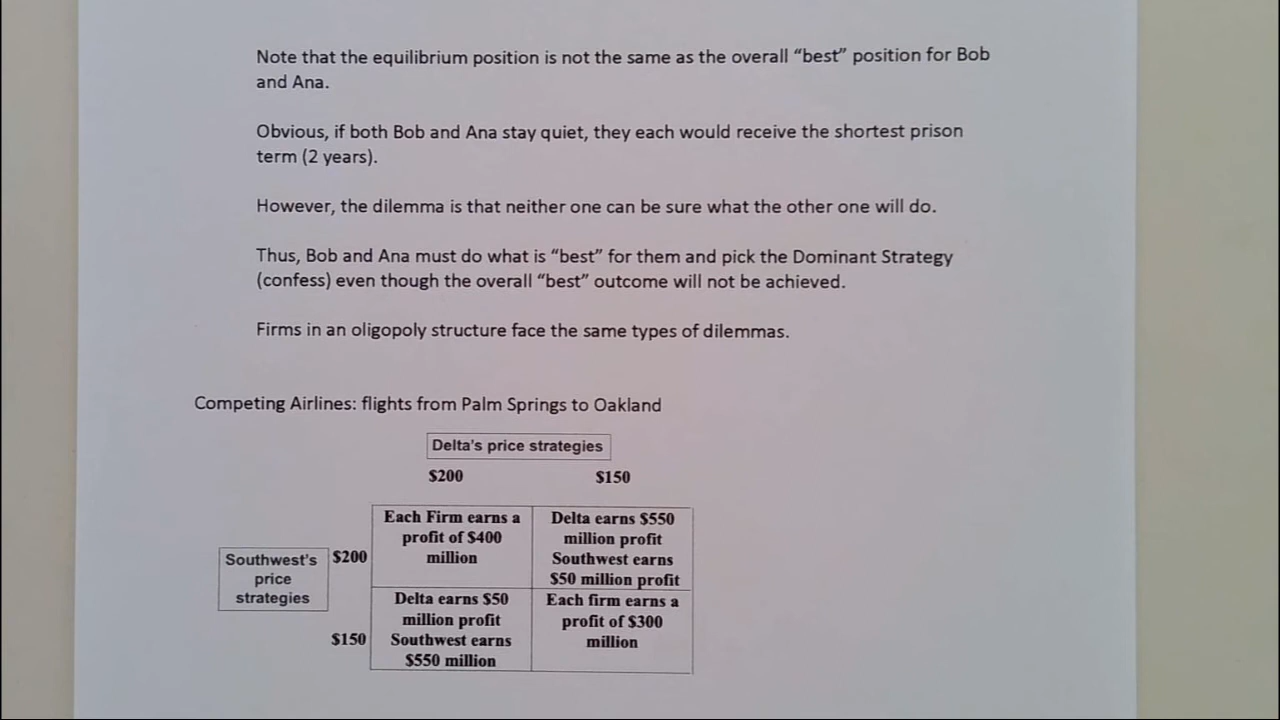 Note that the equilibrium position is not the same as the overall “best” position for Bob
and Ana.
Obvious, if both Bob and Ana stay quiet, they each would receive the shortest prison
term (2 years).
However, the dilemma is that neither one can be sure what the other one will do.
Thus, Bob and Ana must do what is “best” for them and pick the Dominant Strategy
(confess) even though the overall “best” outcome will not be achieved.
Firms in an oligopoly structure face the same types of dilemmas.
Competing Airlines: flights from Palm Springs to Oakland
Delta's price strategies
$200 $150
Southwest's
price
strategies
$200
Each Firm earns a
profit of $400
million
Delta earns $550
million profit
Southwest earns
$50 million profit
$150
Delta earns $50
million profit
Southwest earns
$550 million
Each firm earns a
profit of $300
million